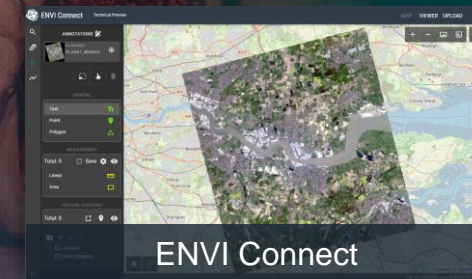 ENVI Connect
Technical Preview
MAP VIEWER UPLOAD
ANNOTATIONS
GENERAL
Text
Point
Polygon
MEASUREMENT
Total: 0 Save
Linear
Area
FEATURE COUNTING
Total: 0
Aircraft
ENVI Connect